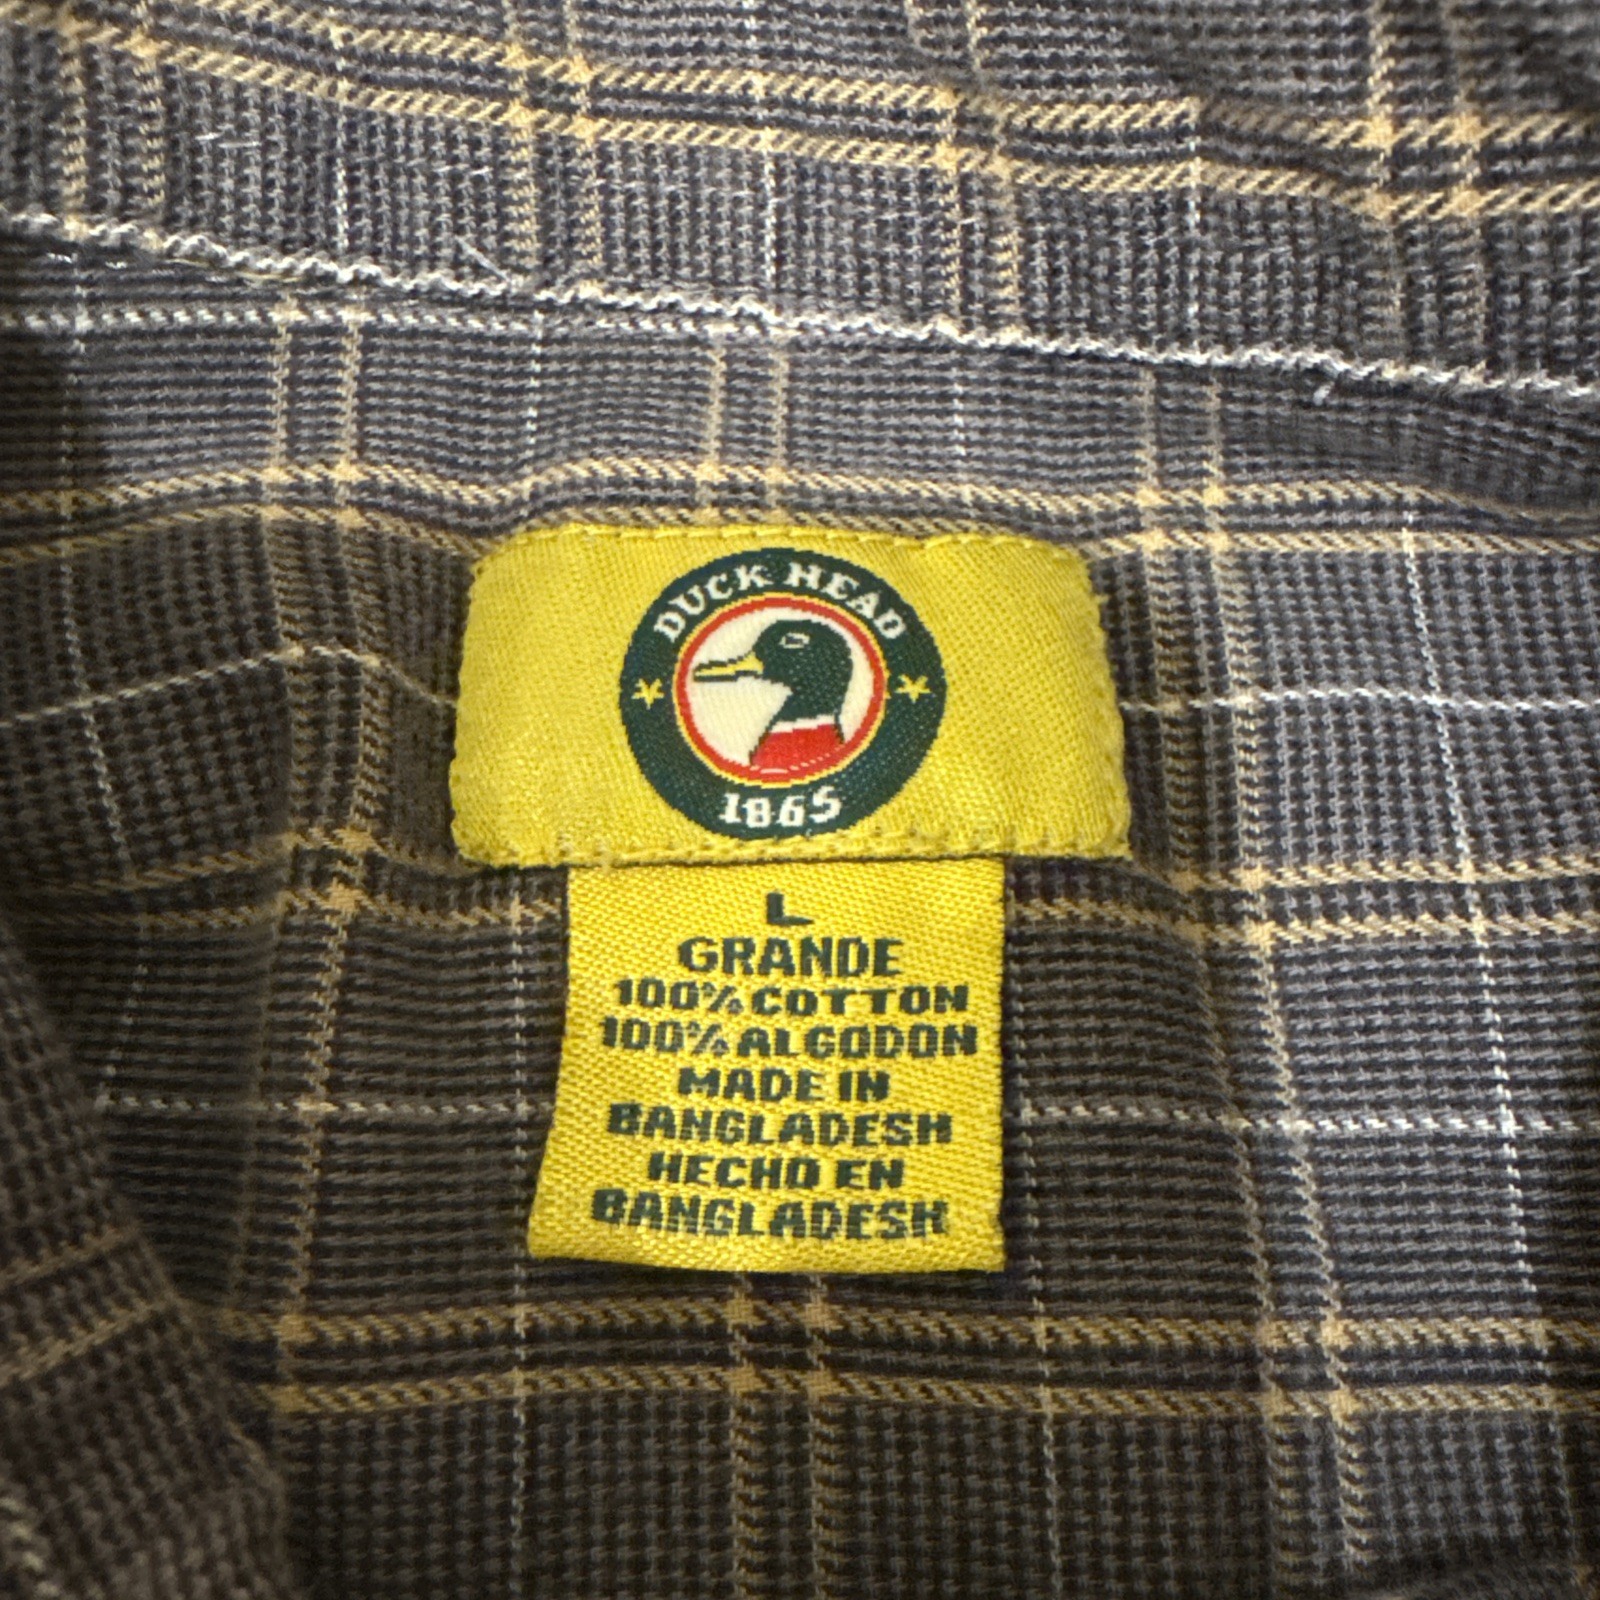 DUCK HEAD
1865
L
GRANDE
100% COTTON
100% ALGODON
MADE IN
BANGLADESH
HECHO EN
BANGLADESH